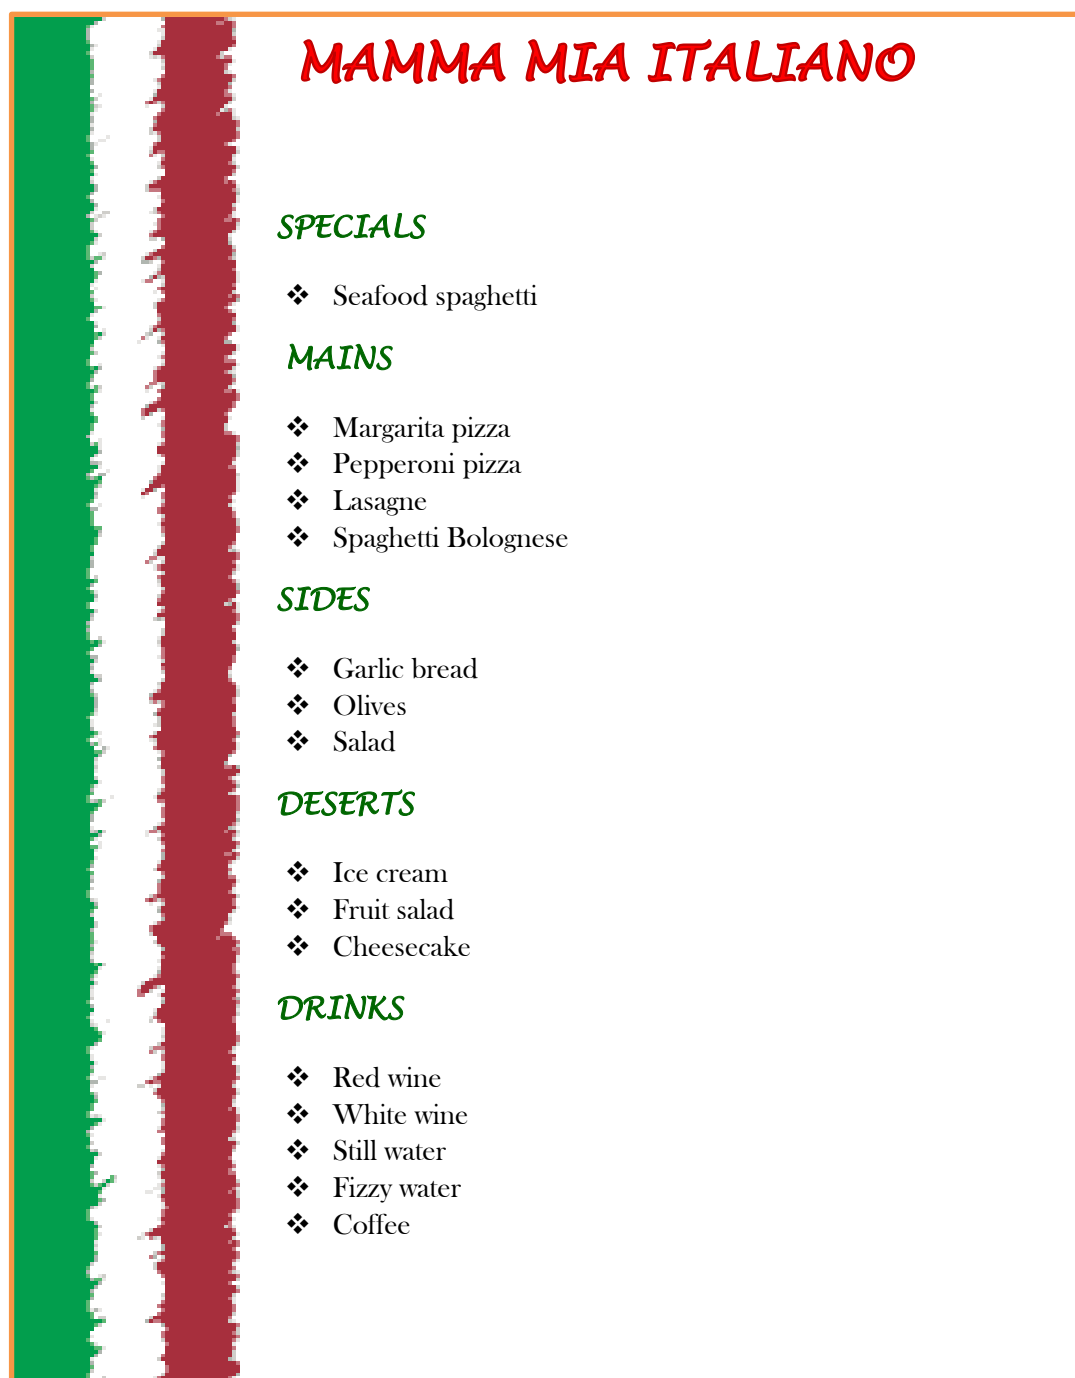 MAMMA MIA ITALIANO
SPECIALS
❖ Seafood spaghetti
MAINS
❖ Margarita pizza
❖ Pepperoni pizza
❖ Lasagne
❖ Spaghetti Bolognese
SIDES
❖ Garlic bread
❖ Olives
❖ Salad
DESERTS
❖ Ice cream
❖ Fruit salad
❖ Cheesecake
DRINKS
❖ Red wine
❖ White wine
❖ Still water
❖ Fizzy water
❖ Coffee